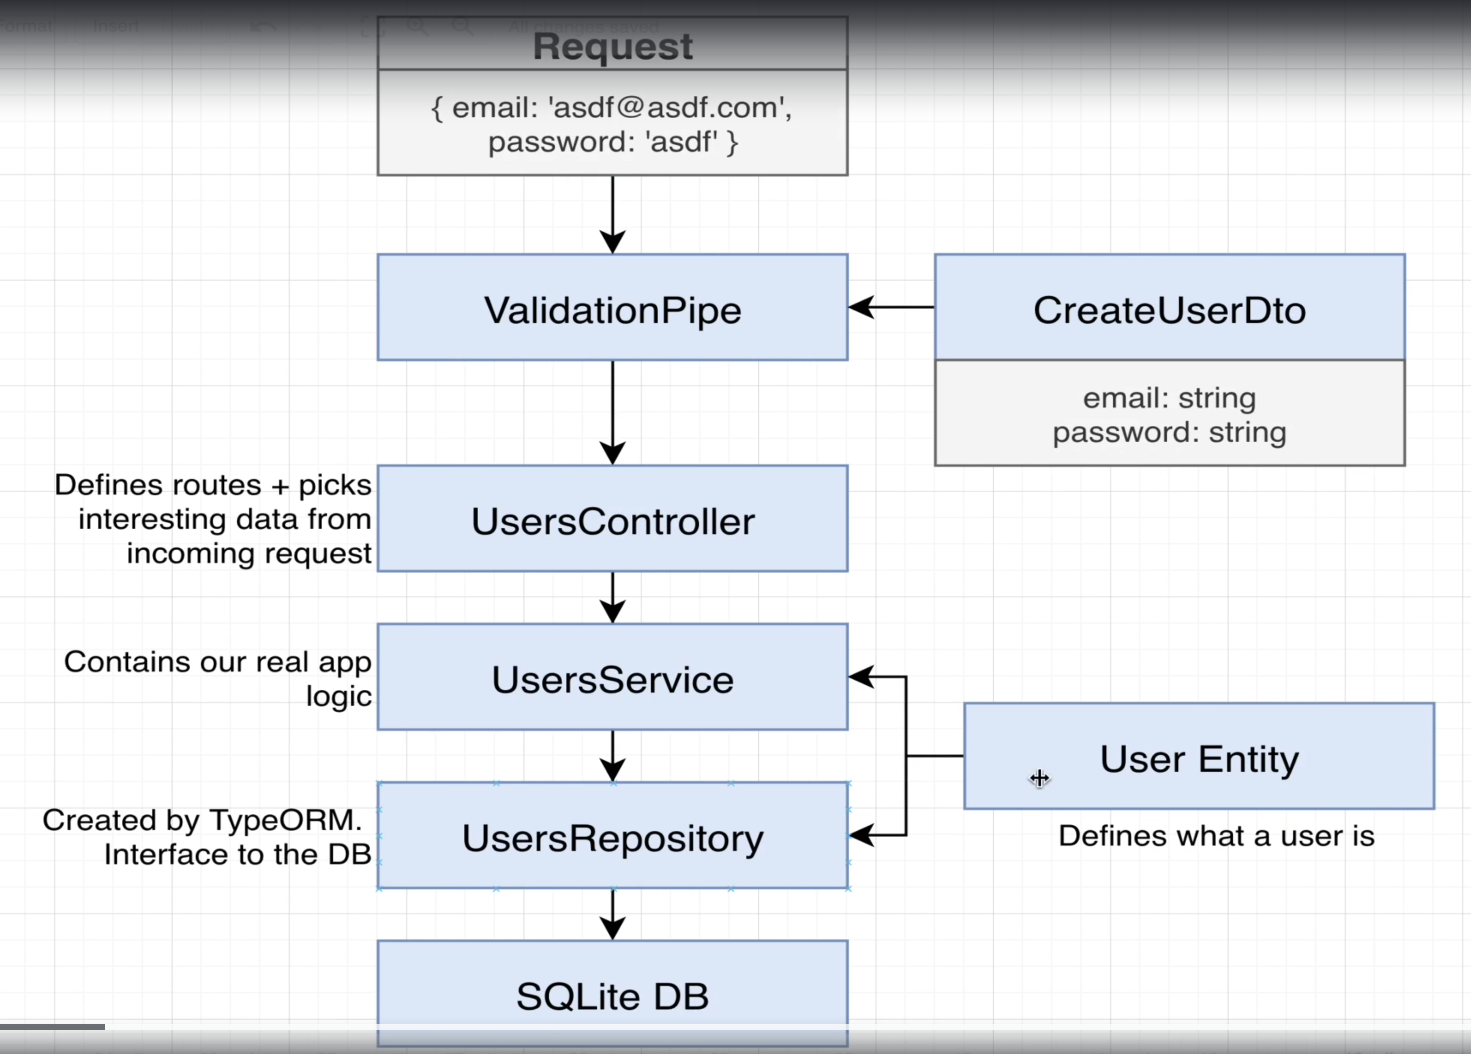 Format Insert All changes saved
Request
{ email: 'asdf@asdf.com',
password: 'asdf' }
ValidationPipe
CreateUserDto
email: string
password: string
Defines routes + picks
interesting data from
incoming request
UsersController
Contains our real app
logic
UsersService
User Entity
Defines what a user is
Created by TypeORM.
Interface to the DB
UsersRepository
SQLite DB